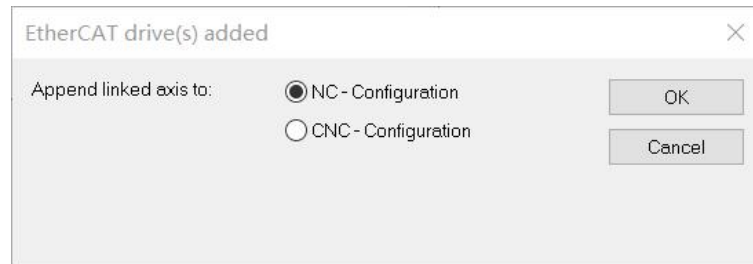 EtherCAT drive(s) added
Append linked axis to:
NC - Configuration
CNC - Configuration
OK
Cancel